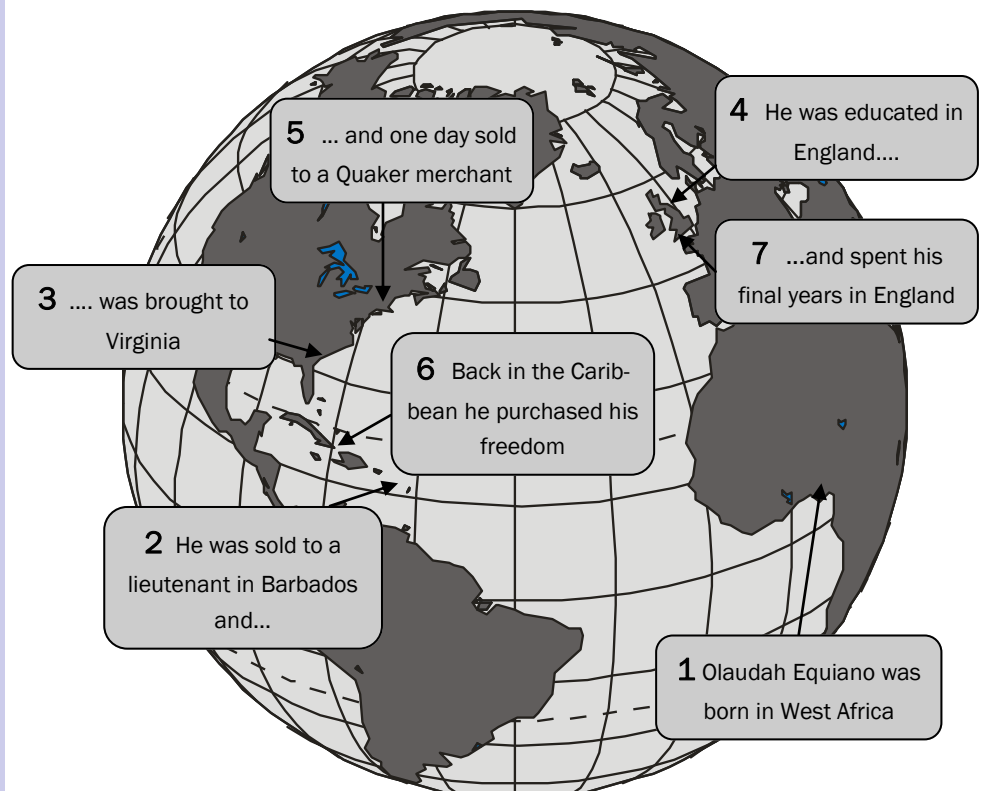 1 Olaudah Equiano was
born in West Africa
2 He was sold to a
lieutenant in Barbados
and...
3 .... was brought to
Virginia
4 He was educated in
England....
5 ... and one day sold
to a Quaker merchant
6 Back in the Carib-
bean he purchased his
freedom
7 ...and spent his
final years in England